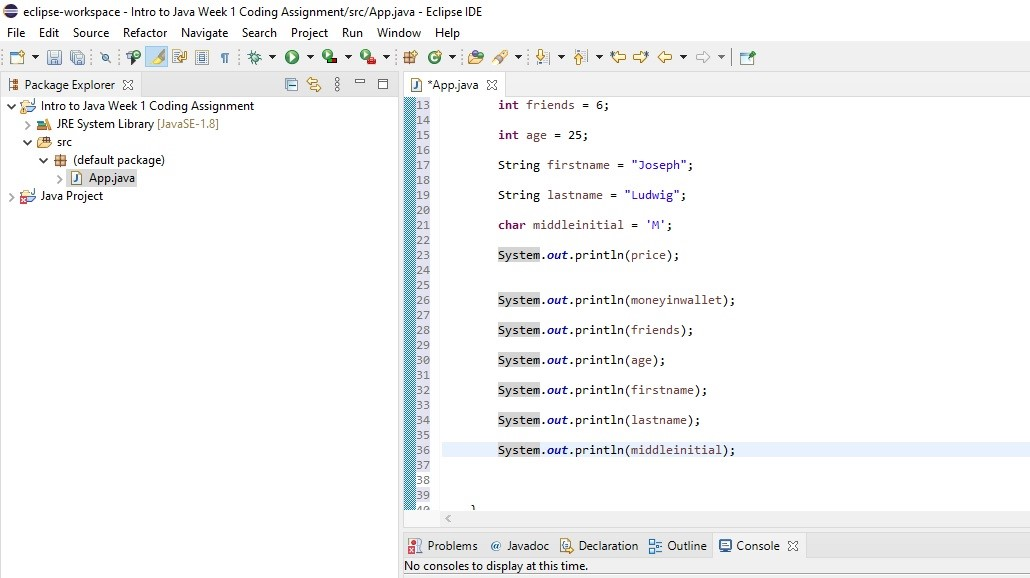 eclipse-workspace - Intro to Java Week 1 Coding Assignment/src/App.java - Eclipse IDE
File Edit Source Refactor Navigate Search Project Run Window Help
Package Explorer
Intro to Java Week 1 Coding Assignment
JRE System Library [JavaSE-1.8]
src
(default package)
App.java
Java Project
*App.java
13 int friends = 6;
14
15 int age = 25;
16
17 String firstname = "Joseph";
18
19 String lastname = "Ludwig";
20
21 char middleinitial = 'M';
22
23 System.out.println(price);
24
25
26 System.out.println(moneyinwallet);
27
28 System.out.println(friends);
29
30 System.out.println(age);
31
32 System.out.println(firstname);
33
34 System.out.println(lastname);
35
36 System.out.println(middleinitial);
37
38
39
40 }
Problems @ Javadoc Declaration Outline Console
No consoles to display at this time.